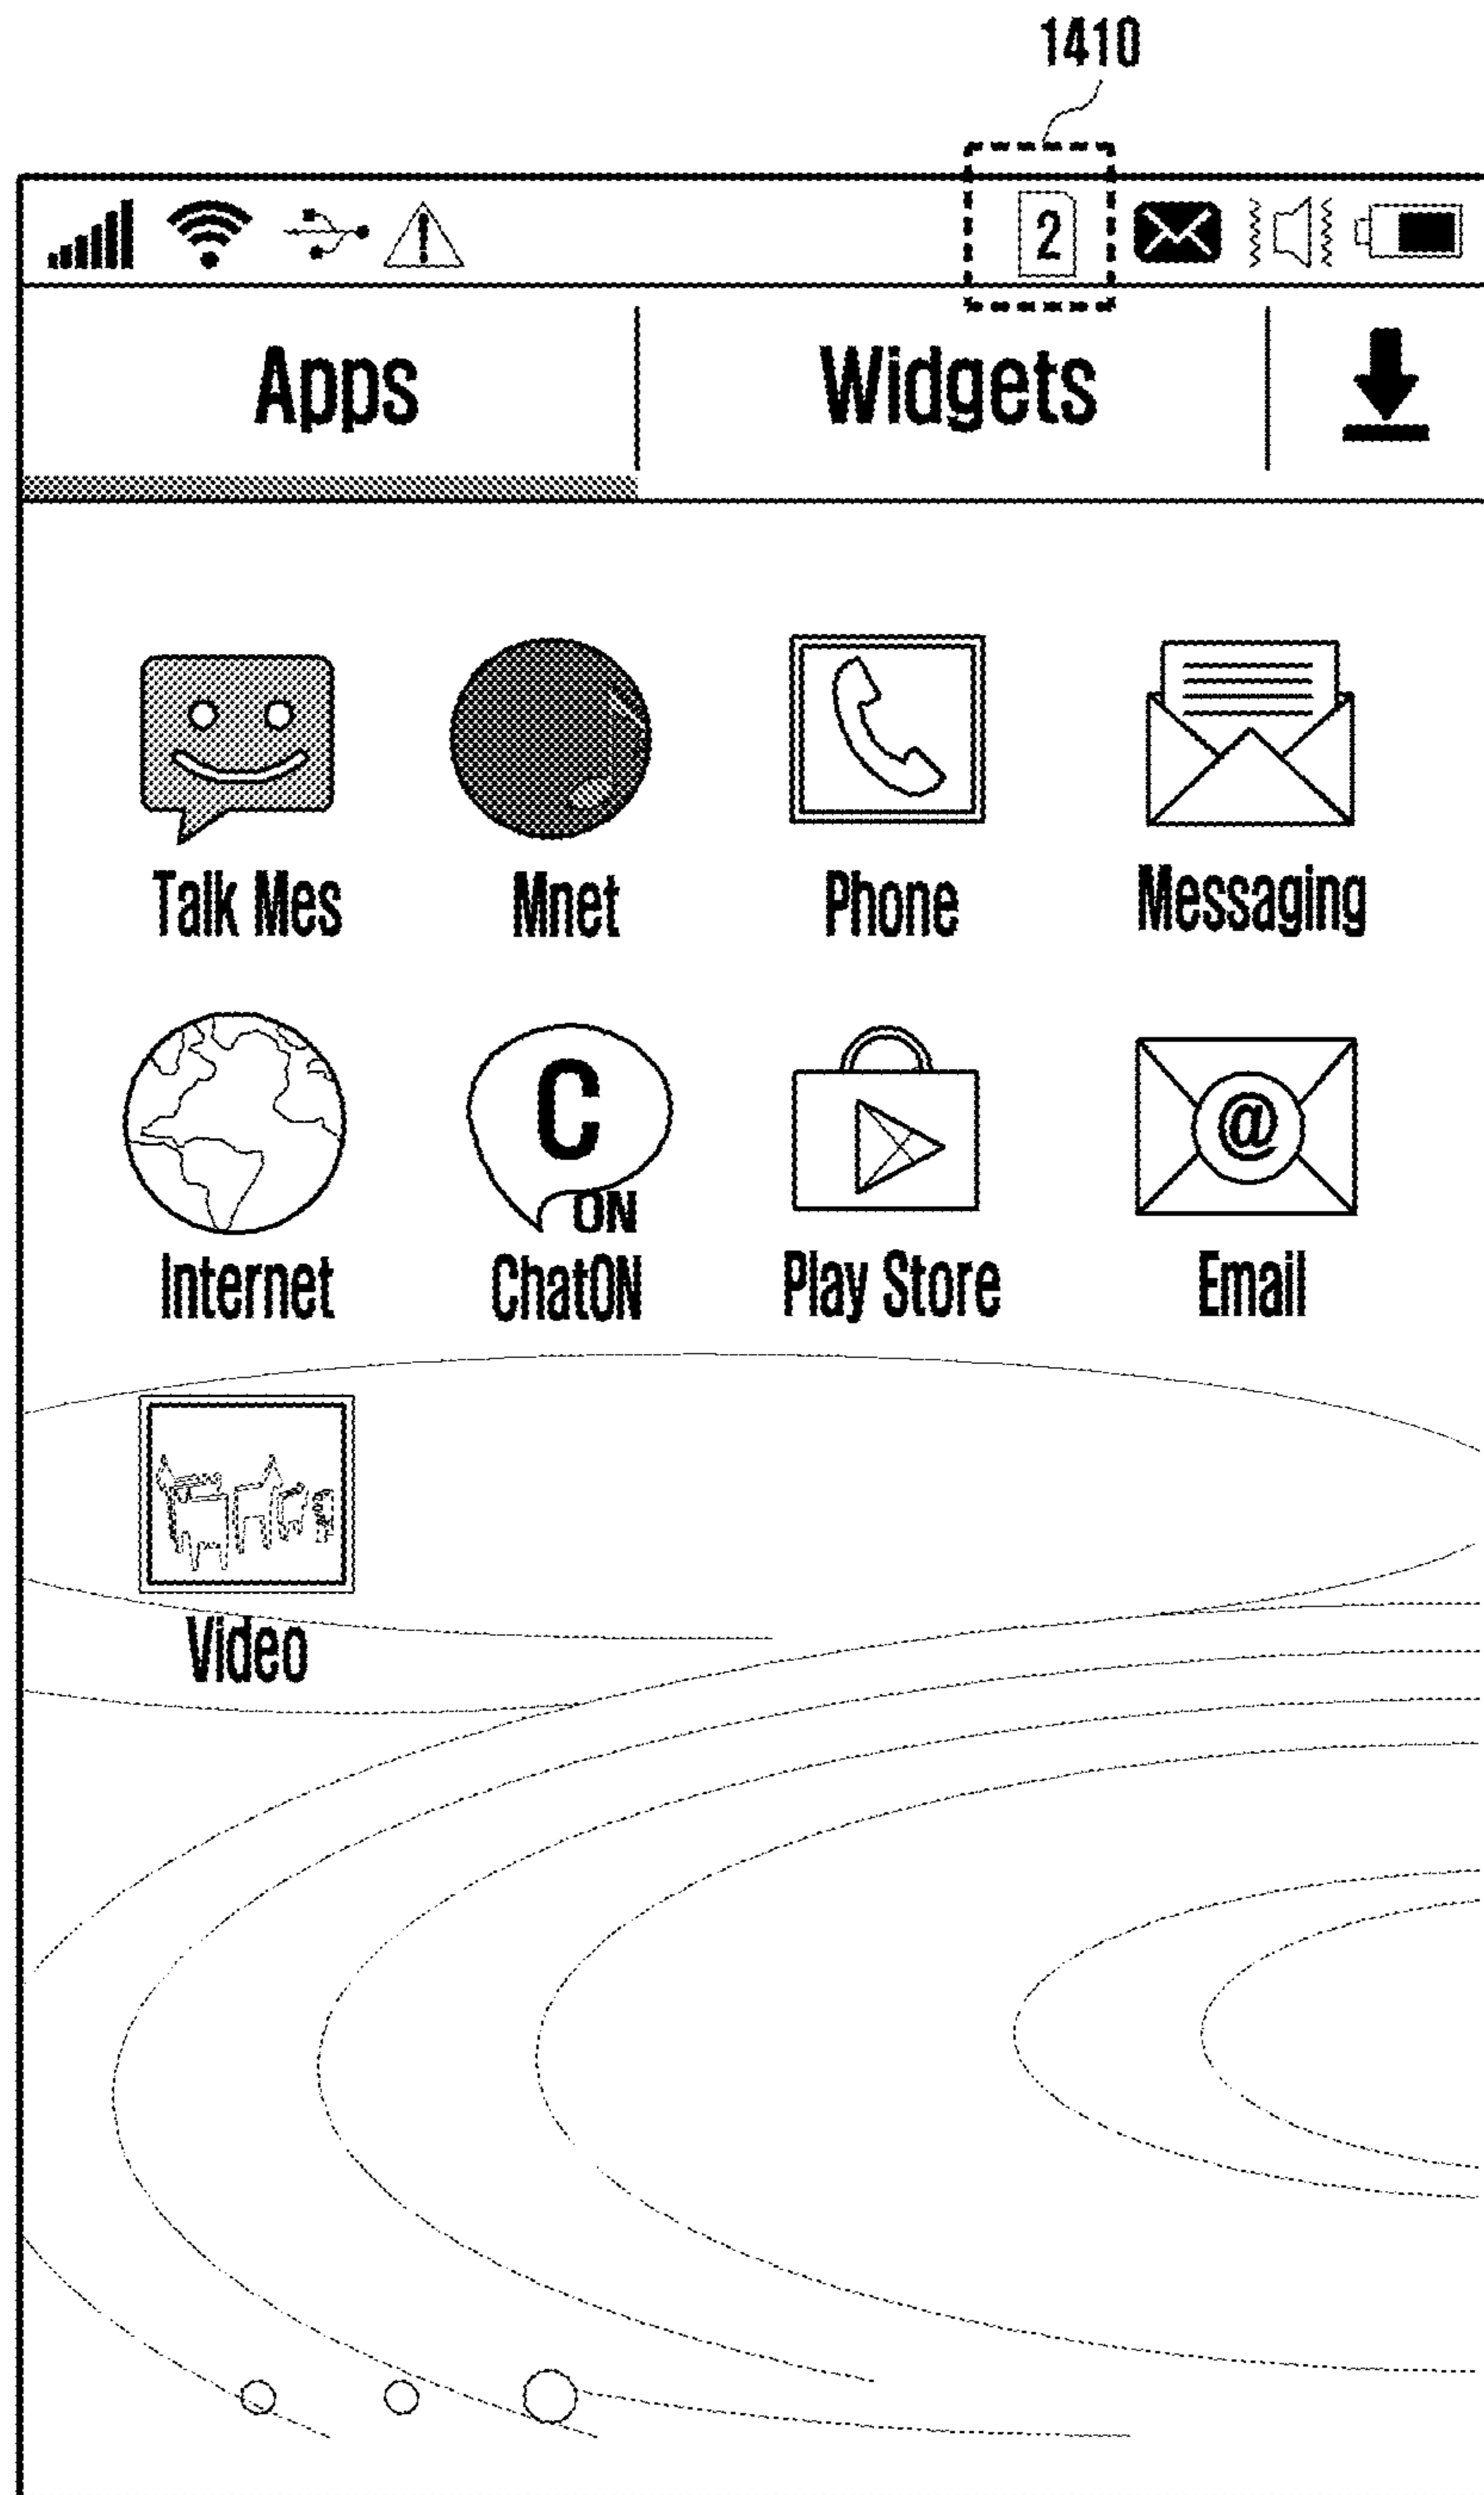 1410
2
Apps Widgets
Talk Mes Mnet Phone Messaging
C
ON
@
Internet ChatON Play Store Email
Video